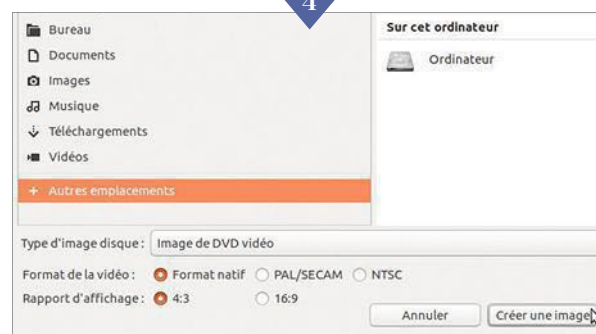 4
Bureau
Documents
Images
Musique
Téléchargements
Vidéos
+ Autres emplacements
Sur cet ordinateur
Ordinateur
Type d'image disque : Image de DVD vidéo
Format de la vidéo : Format natif PAL/SECAM NTSC
Rapport d'affichage : 4:3 16:9
Annuler Créer une image